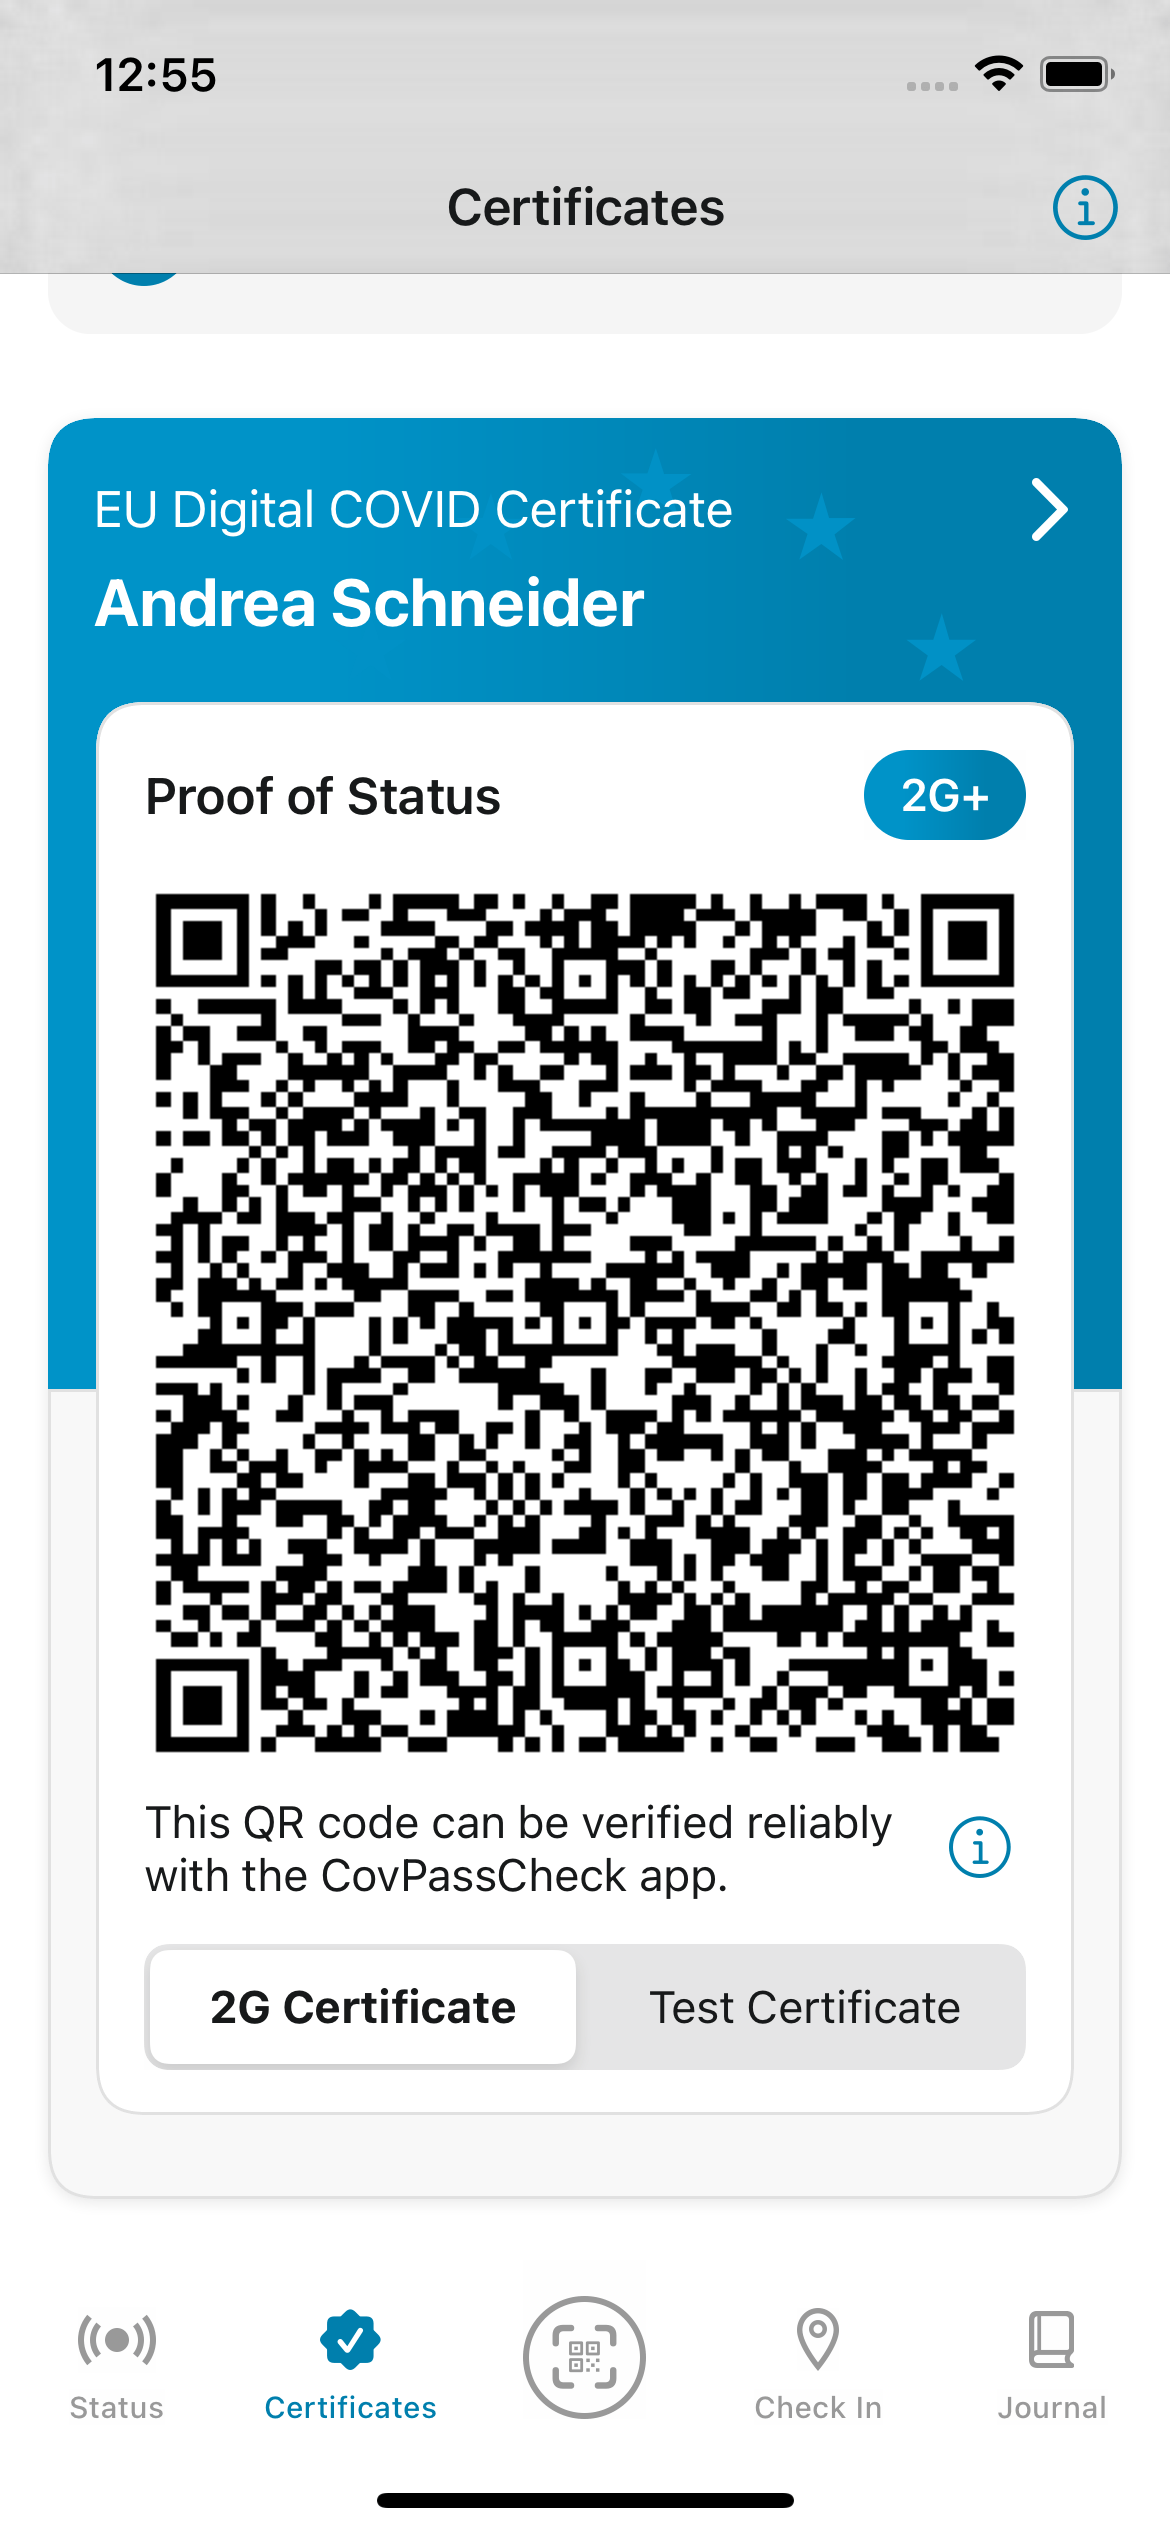 12:55
Certificates
EU Digital COVID Certificate
Andrea Schneider
Proof of Status
2G+
This QR code can be verified reliably
with the CovPassCheck app.
2G Certificate
Test Certificate
Status
Certificates
Check In
Journal